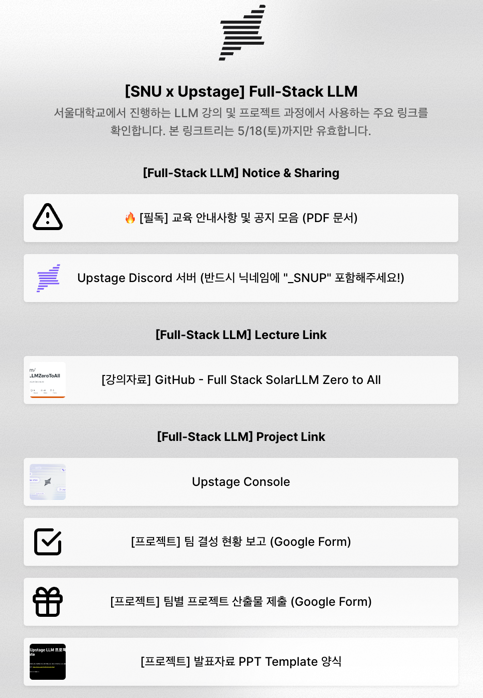 [SNU x Upstage] Full-Stack LLM
서울대학교에서 진행하는 LLM 강의 및 프로젝트 과정에서 사용하는 주요 링크를
확인합니다. 본 링크트리는 5/18(토)까지만 유효합니다.
[Full-Stack LLM] Notice & Sharing
🔥 [필독] 교육 안내사항 및 공지 모음 (PDF 문서)
Upstage Discord 서버 (반드시 닉네임에 "_SNUP" 포함해주세요!)
[Full-Stack LLM] Lecture Link
[강의자료] GitHub - Full Stack SolarLLM Zero to All
[Full-Stack LLM] Project Link
Upstage Console
[프로젝트] 팀 결성 현황 보고 (Google Form)
[프로젝트] 팀별 프로젝트 산출물 제출 (Google Form)
[프로젝트] 발표자료 PPT Template 양식